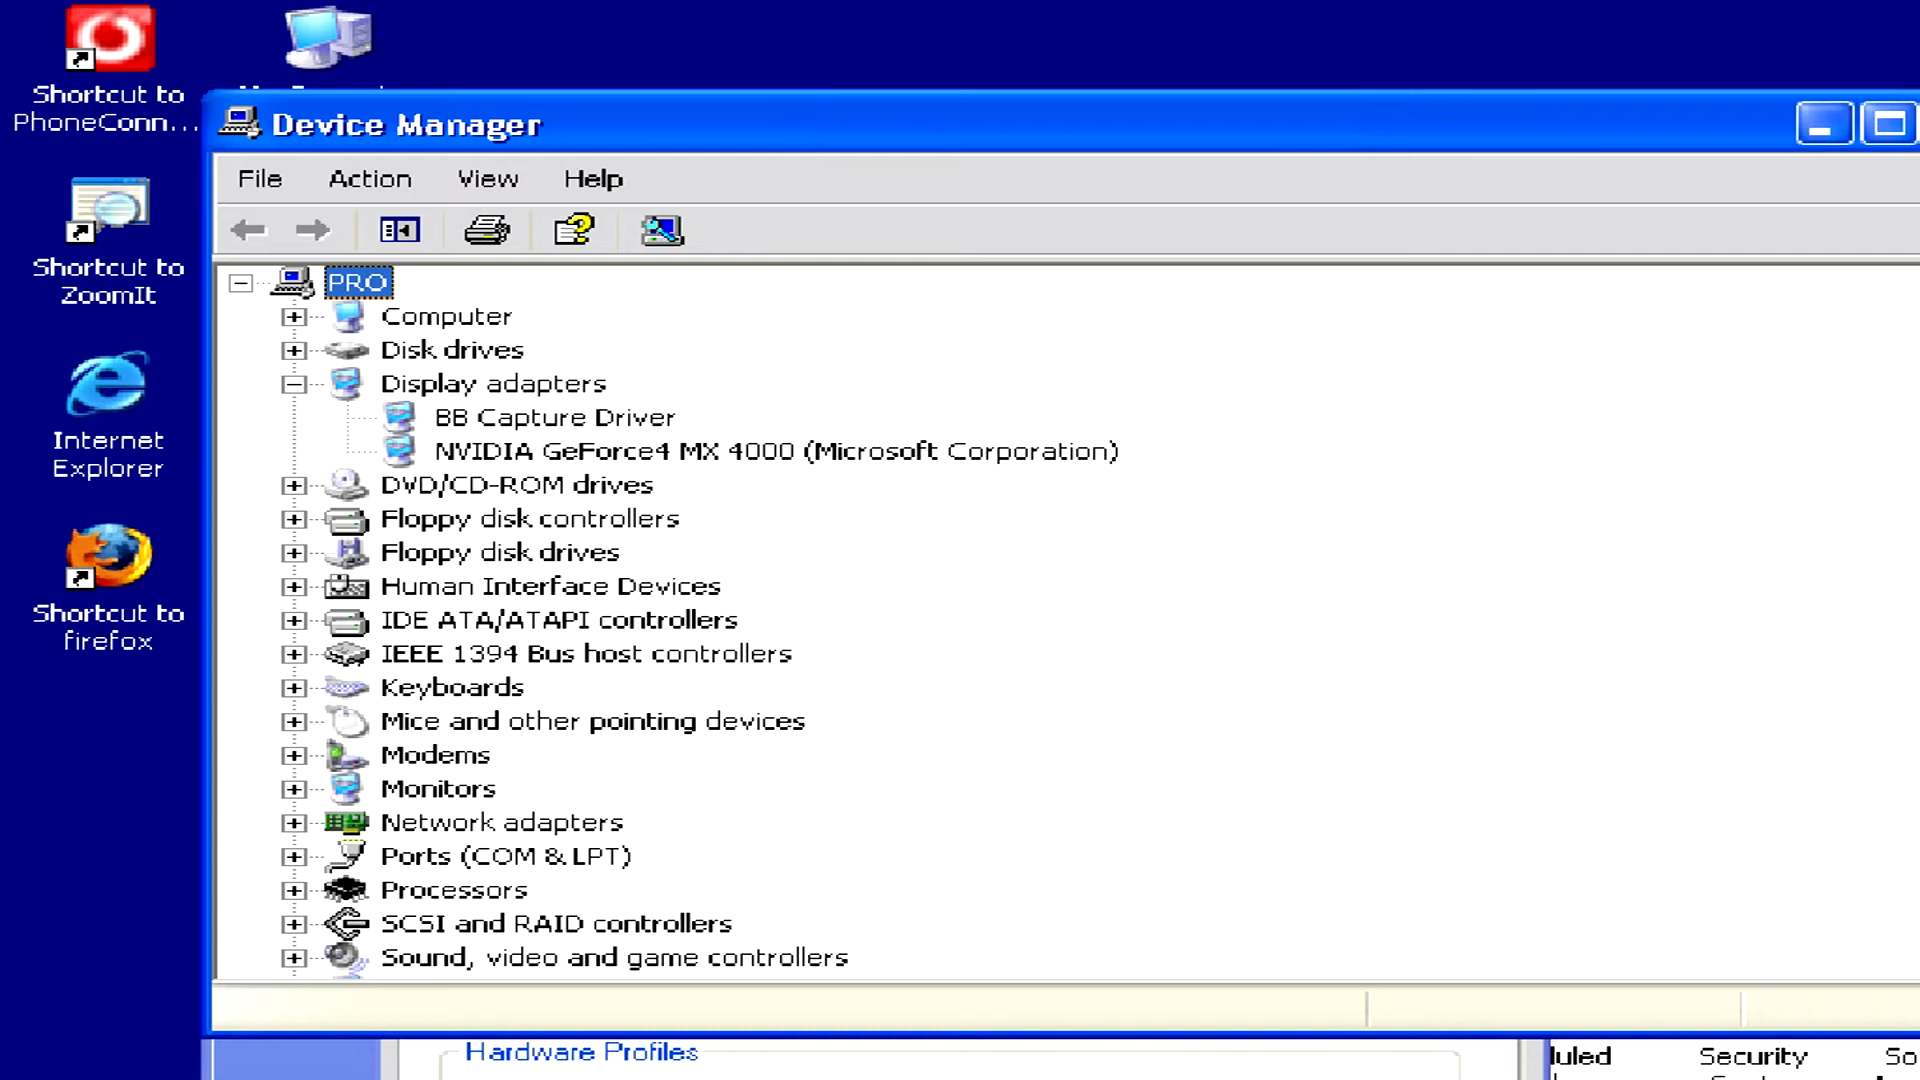 Shortcut to
PhoneConn...
Shortcut to
ZoomIt
Internet
Explorer
Shortcut to
firefox
Device Manager
File Action View Help
PRO
Computer
Disk drives
Display adapters
BB Capture Driver
NVIDIA GeForce4 MX 4000 (Microsoft Corporation)
DVD/CD-ROM drives
Floppy disk controllers
Floppy disk drives
Human Interface Devices
IDE ATA/ATAPI controllers
IEEE 1394 Bus host controllers
Keyboards
Mice and other pointing devices
Modems
Monitors
Network adapters
Ports (COM & LPT)
Processors
SCSI and RAID controllers
Sound, video and game controllers
Hardware Profiles
luled Security So